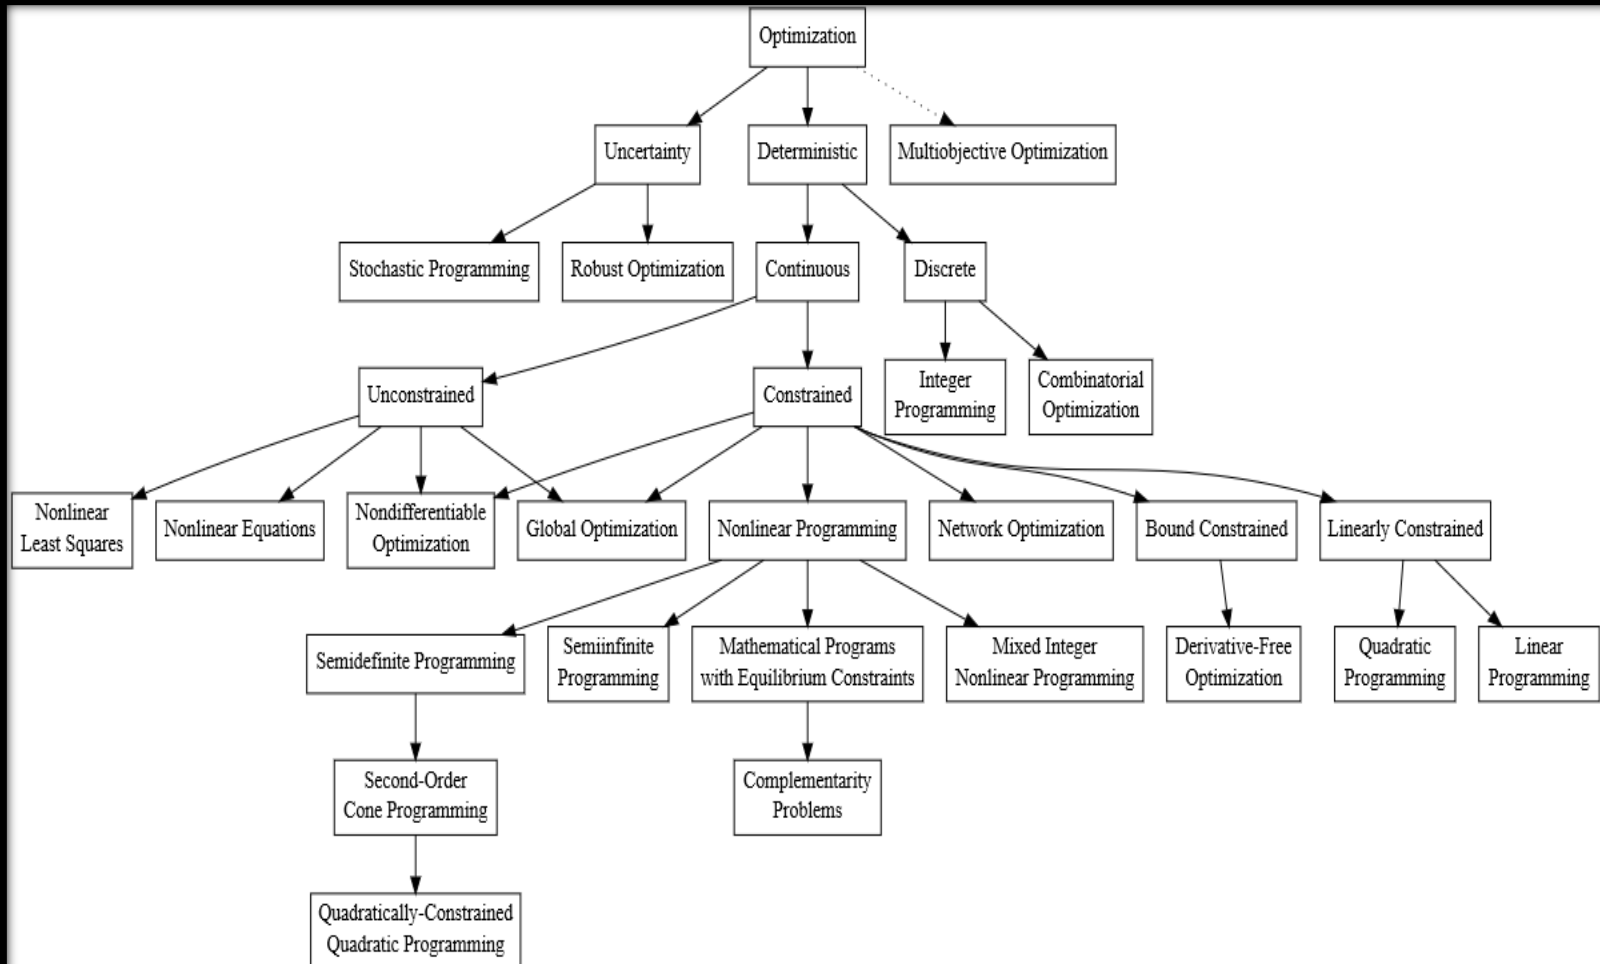 Optimization
Uncertainty
Deterministic
Multiobjective Optimization
Stochastic Programming
Robust Optimization
Continuous
Discrete
Unconstrained
Constrained
Integer
Programming
Combinatorial
Optimization
Nonlinear
Least Squares
Nonlinear Equations
Nondifferentiable
Optimization
Global Optimization
Nonlinear Programming
Network Optimization
Bound Constrained
Linearly Constrained
Semidefinite Programming
Semiinfinite
Programming
Mathematical Programs
with Equilibrium Constraints
Mixed Integer
Nonlinear Programming
Derivative-Free
Optimization
Quadratic
Programming
Linear
Programming
Second-Order
Cone Programming
Complementarity
Problems
Quadratically-Constrained
Quadratic Programming